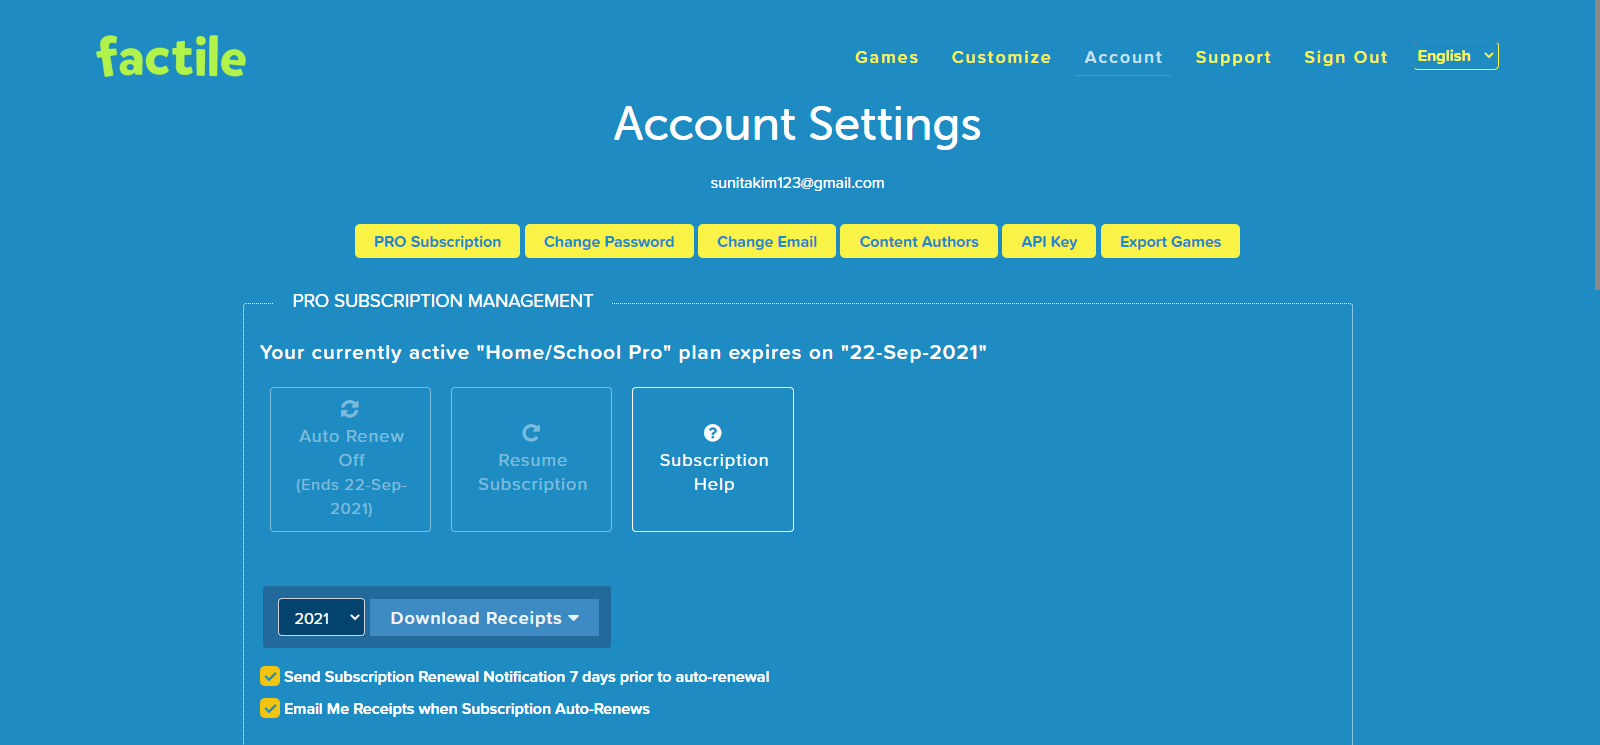 factile
Games Customize Account Support Sign Out English
Account Settings
sunitakim123@gmail.com
PRO Subscription Change Password Change Email Content Authors API Key Export Games
PRO SUBSCRIPTION MANAGEMENT
Your currently active "Home/School Pro" plan expires on "22-Sep-2021"
Auto Renew
Off
(Ends 22-Sep-
2021)
Resume
Subscription
Subscription
Help
2021 Download Receipts
Send Subscription Renewal Notification 7 days prior to auto-renewal
Email Me Receipts when Subscription Auto-Renews